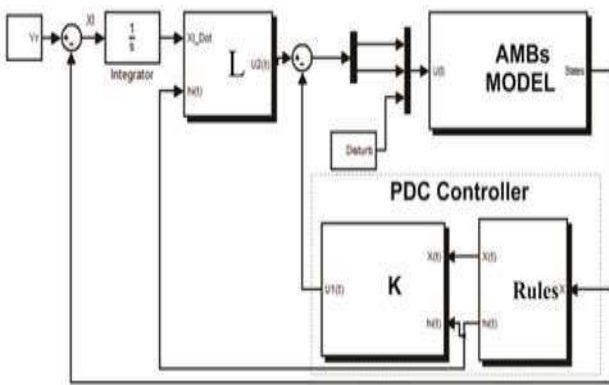 Yr
XI
1
s
Integrator
XI_Dot
N(t)
L
U2(t)
Disturb
U(t)
AMBs
MODEL
States
PDC Controller
U1(t)
K
X(t)
N(t)
X(t)
N(t)
Rules
X